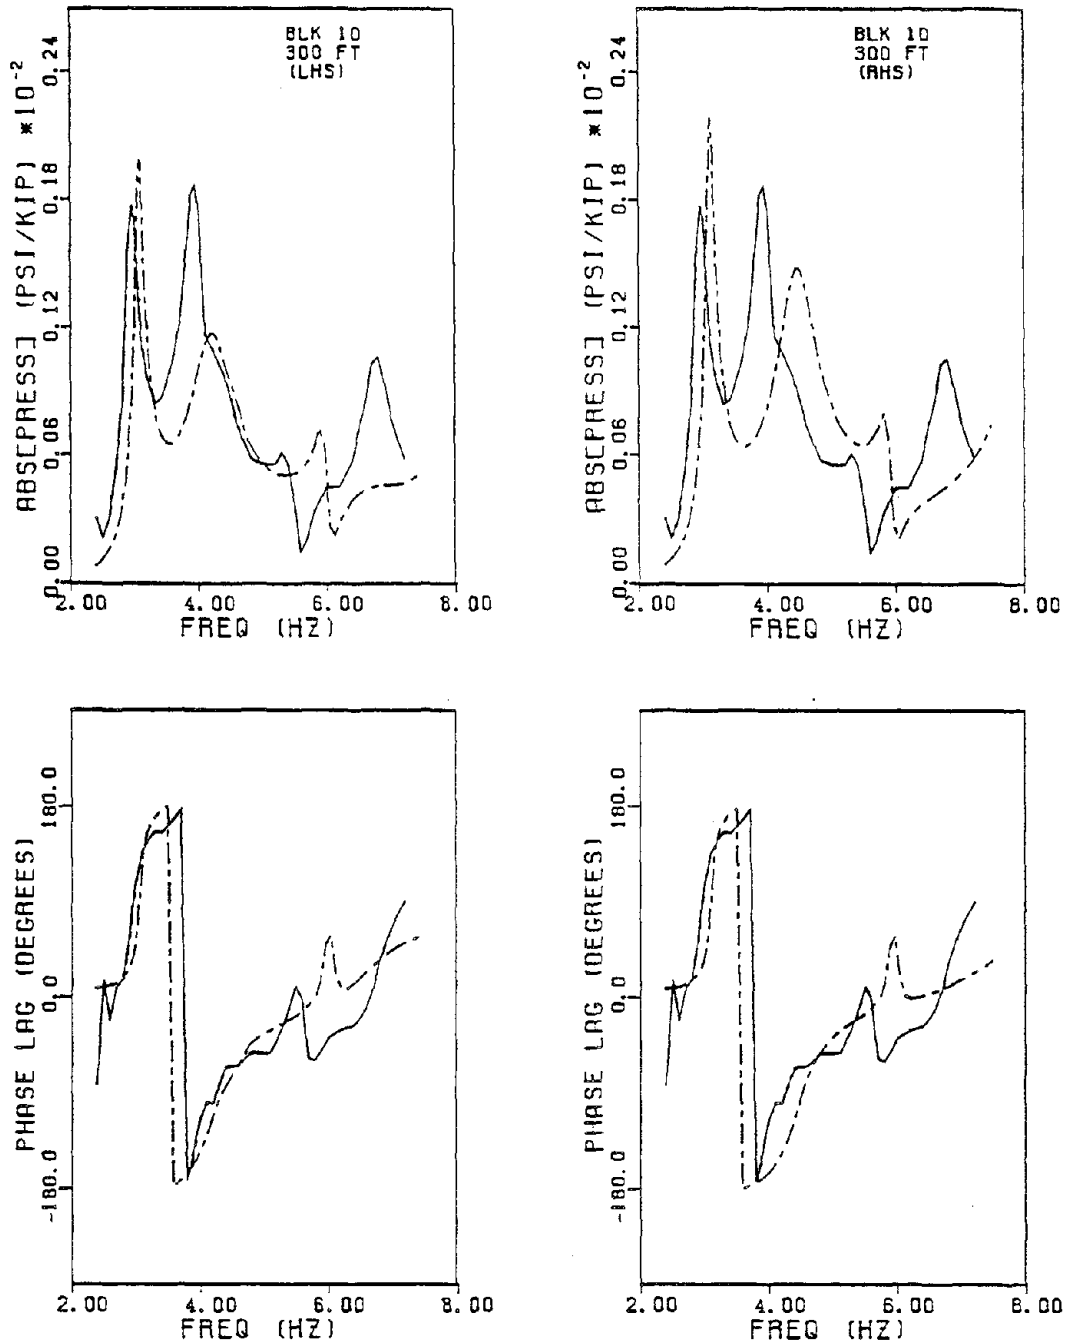 BLK 10
300 FT
(LHS)
ABS[PRESS] (PSI/KIP) *10-2
0.00
0.06
0.12
0.18
0.24
2.00
4.00
6.00
8.00
FREQ (HZ)
BLK 10
300 FT
(RHS)
ABS[PRESS] (PSI/KIP) *10-2
0.00
0.06
0.12
0.18
0.24
2.00
4.00
6.00
8.00
FREQ (HZ)
PHASE LAG (DEGREES)
-180.0
0.0
180.0
2.00
4.00
6.00
8.00
FREQ (HZ)
PHASE LAG (DEGREES)
-180.0
0.0
180.0
2.00
4.00
6.00
8.00
FREQ (HZ)